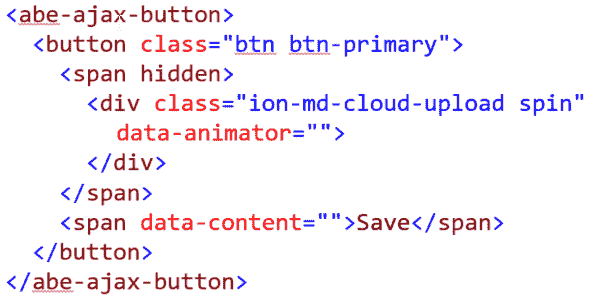 <abe-ajax-button>
<button class="btn btn-primary">
<span hidden>
<div class="ion-md-cloud-upload spin"
data-animator="">
</div>
</span>
<span data-content="">Save</span>
</button>
</abe-ajax-button>